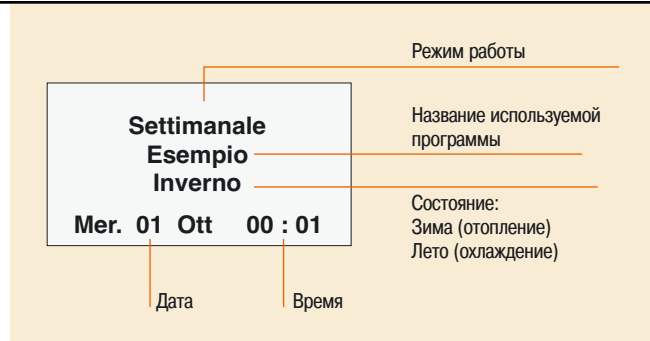 Режим работы
Settimanale
Название используемой
программы
Esempio
Inverno
Состояние:
Зима (отопление)
Лето (охлаждение)
Mer. 01 Ott 00 : 01
Дата
Время